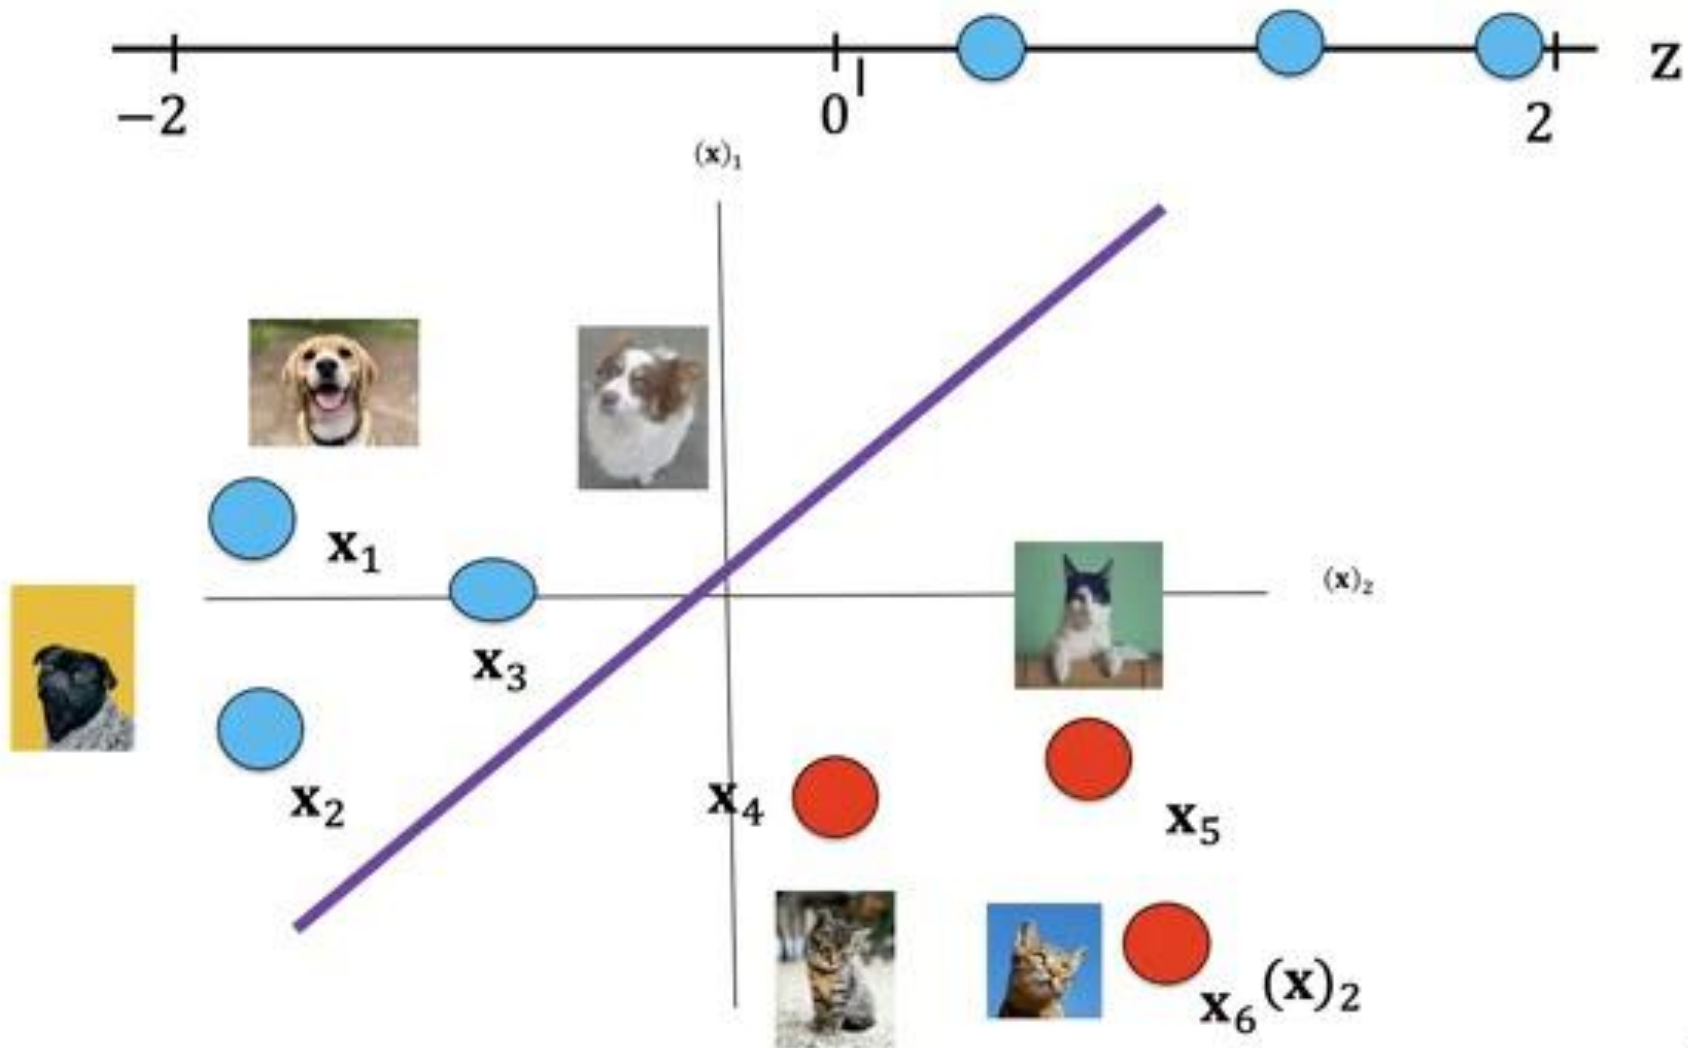 z
−2 0 2
(x)₁
x₁
(x)₂
x₃
x₂
x₄
x₅
x₆ (x)₂